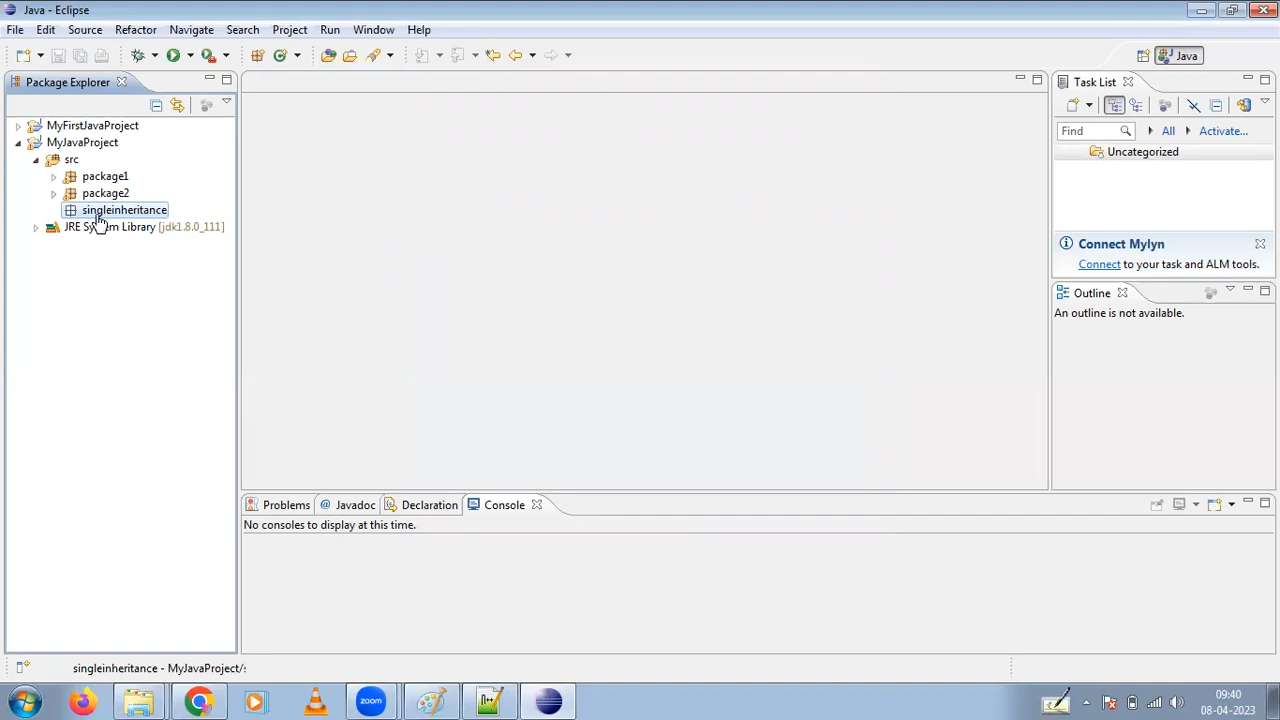 Java - Eclipse
File Edit Source Refactor Navigate Search Project Run Window Help
Java
Package Explorer
MyFirstJavaProject
MyJavaProject
src
package1
package2
singleinheritance
JRE System Library [jdk1.8.0_111]
Task List
Find All Activate...
Uncategorized
Connect Mylyn
Connect to your task and ALM tools.
Outline
An outline is not available.
Problems @ Javadoc Declaration Console
No consoles to display at this time.
singleinheritance - MyJavaProject/s
zoom
09:40
08-04-2023